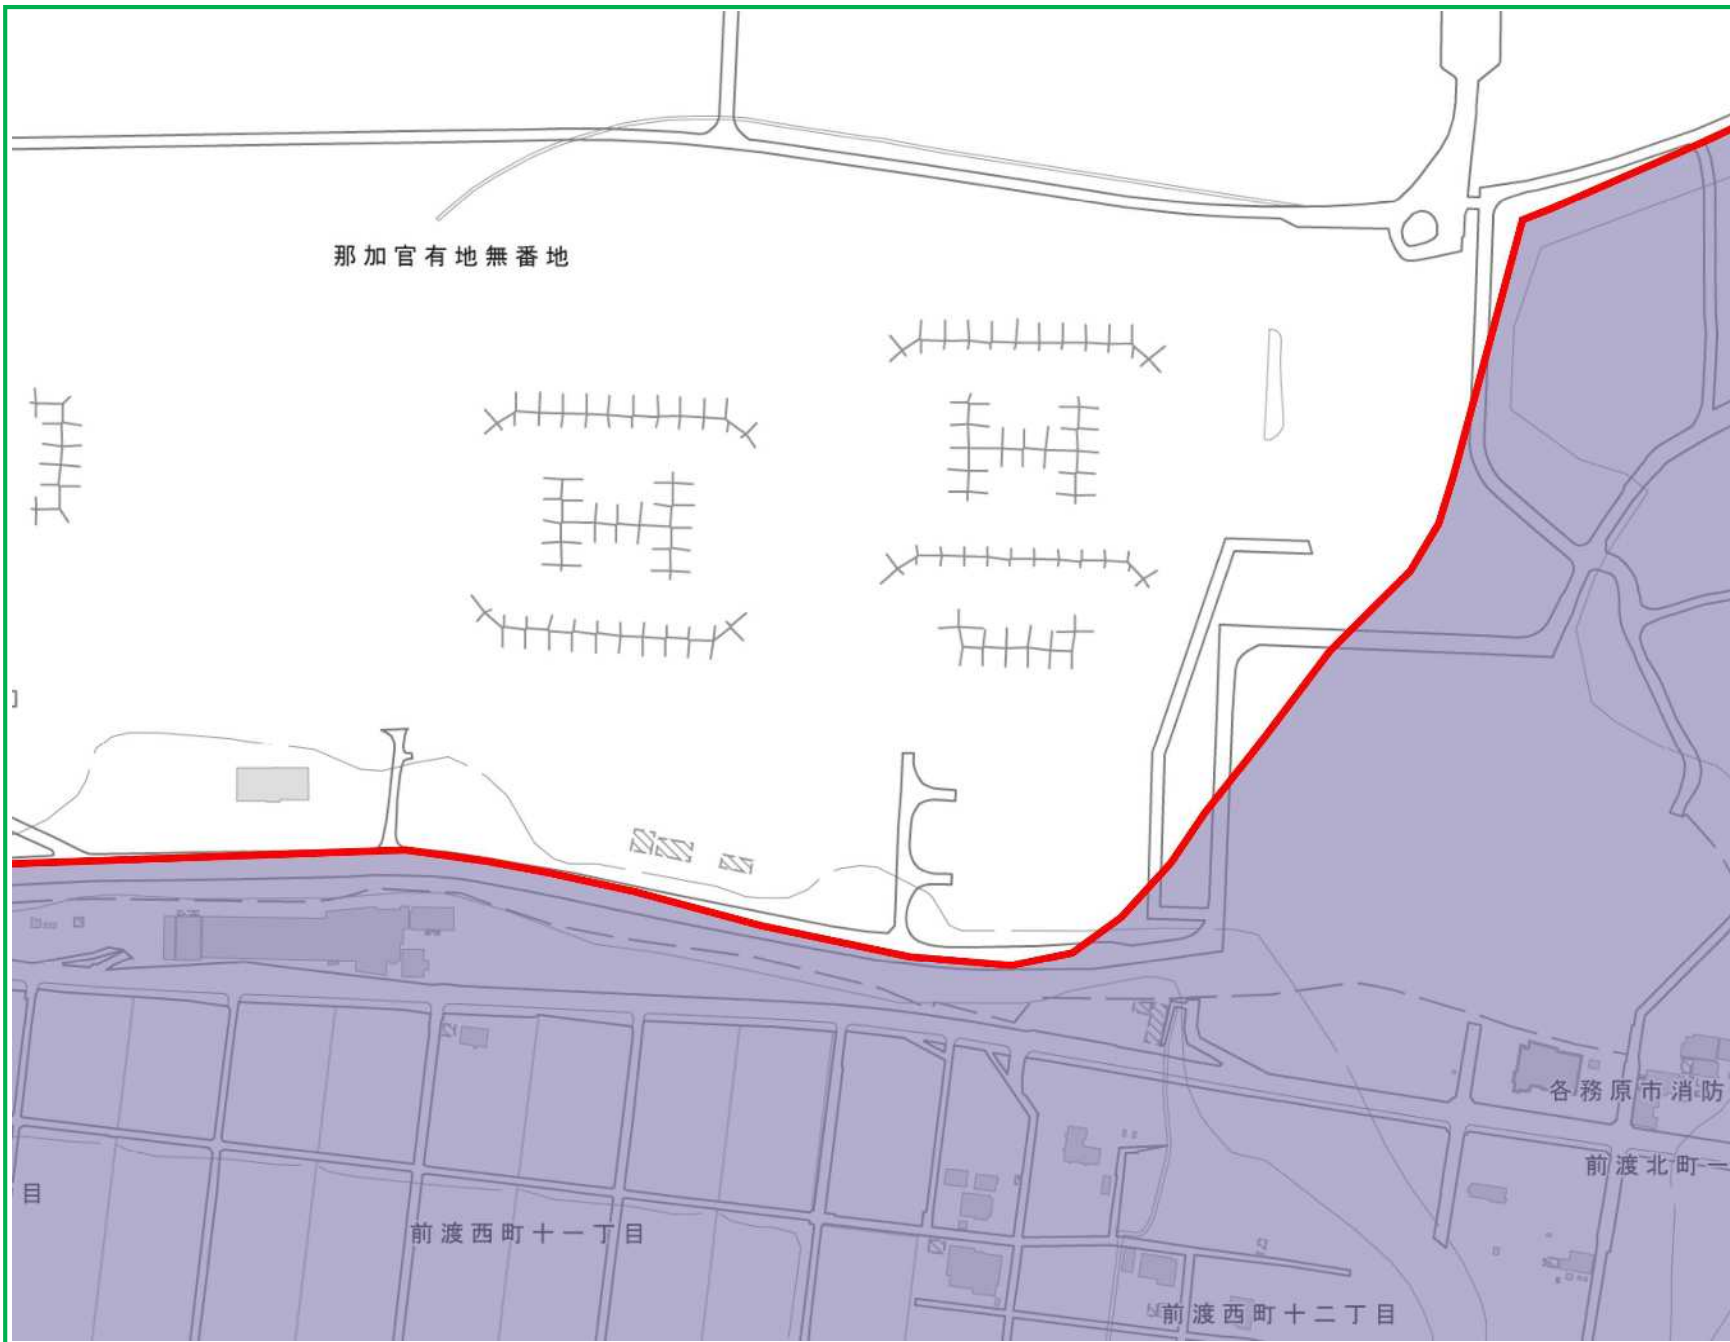 那加官有地無番地
各務原市消防
前渡北町一
目
前渡西町十一丁目
前渡西町十二丁目